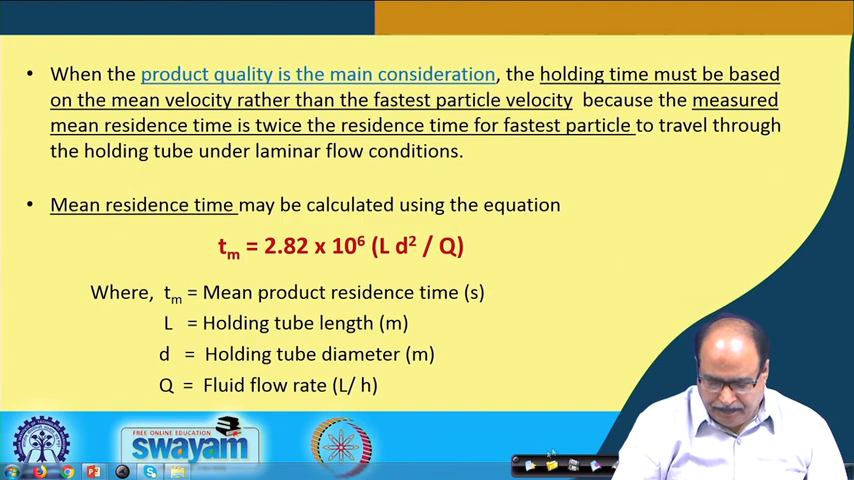 • When the product quality is the main consideration, the holding time must be based
on the mean velocity rather than the fastest particle velocity because the measured
mean residence time is twice the residence time for fastest particle to travel through
the holding tube under laminar flow conditions.
• Mean residence time may be calculated using the equation
tₘ = 2.82 x 10⁶ (L d² / Q)
Where, tₘ = Mean product residence time (s)
L = Holding tube length (m)
d = Holding tube diameter (m)
Q = Fluid flow rate (L/ h)
FREE ONLINE EDUCATION
swayam